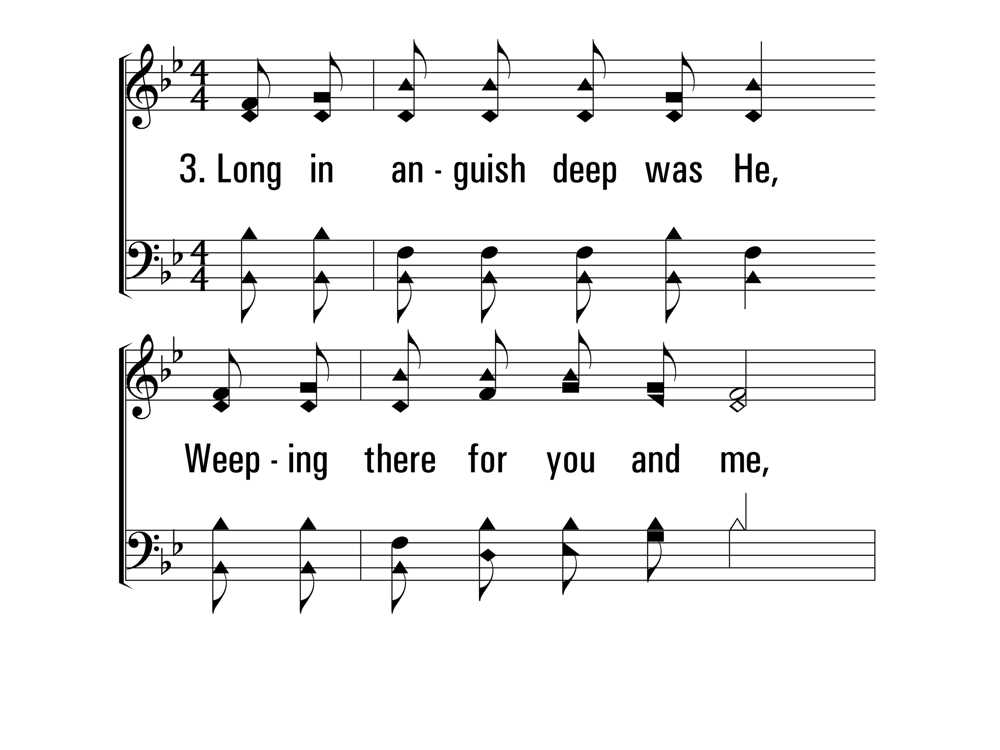 3. Long in an - guish deep was He,
Weep - ing there for you and me,